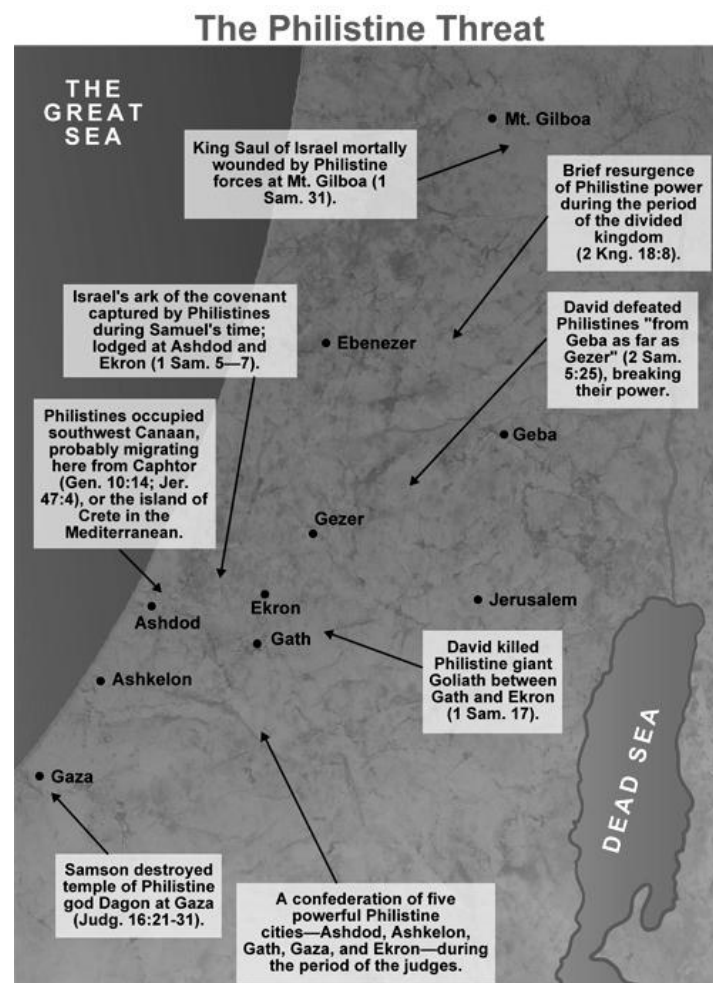 The Philistine Threat
THE
GREAT
SEA
Mt. Gilboa
King Saul of Israel mortally
wounded by Philistine
forces at Mt. Gilboa (1
Sam. 31).
Brief resurgence
of Philistine power
during the period
of the divided
kingdom
(2 Kng. 18:8).
Israel's ark of the covenant
captured by Philistines
during Samuel's time;
lodged at Ashdod and
Ekron (1 Sam. 5—7).
Ebenezer
David defeated
Philistines "from
Geba as far as
Gezer" (2 Sam.
5:25), breaking
their power.
Philistines occupied
southwest Canaan,
probably migrating
here from Caphtor
(Gen. 10:14; Jer.
47:4), or the island of
Crete in the
Mediterranean.
Geba
Gezer
Ashdod
Ekron
Jerusalem
Gath
David killed
Philistine giant
Goliath between
Gath and Ekron
(1 Sam. 17).
Ashkelon
DEAD SEA
Gaza
Samson destroyed
temple of Philistine
god Dagon at Gaza
(Judg. 16:21-31).
A confederation of five
powerful Philistine
cities—Ashdod, Ashkelon,
Gath, Gaza, and Ekron—during
the period of the judges.